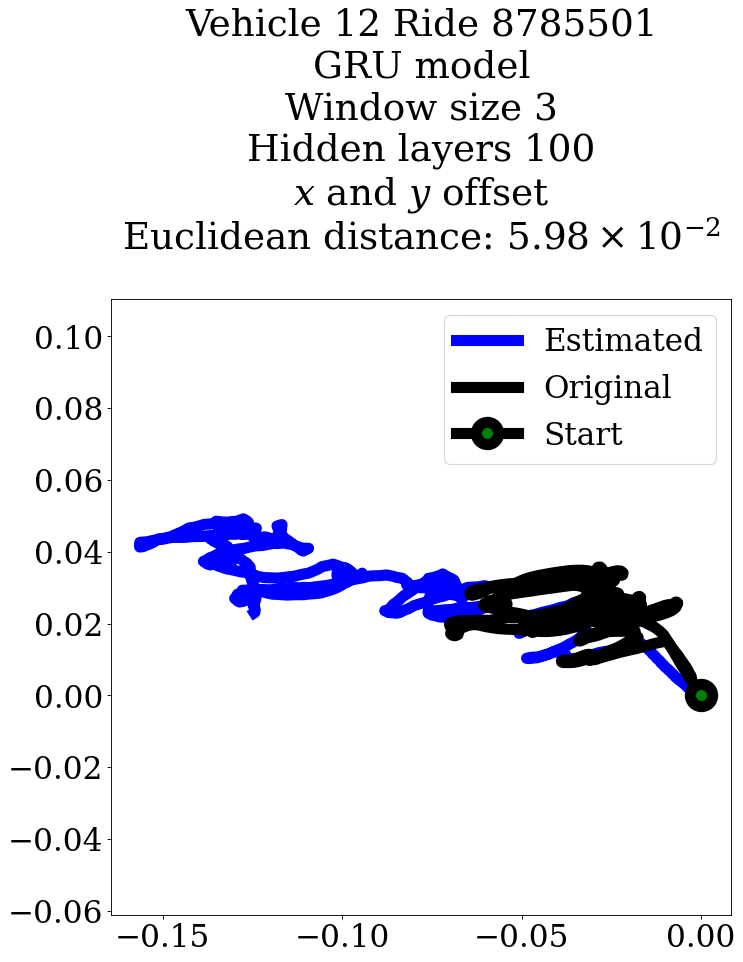 Vehicle 12 Ride 8785501
GRU model
Window size 3
Hidden layers 100
x and y offset
Euclidean distance: 5.98 × 10⁻²
Estimated
Original
Start
0.10
0.08
0.06
0.04
0.02
0.00
−0.02
−0.04
−0.06
−0.15 −0.10 −0.05 0.00